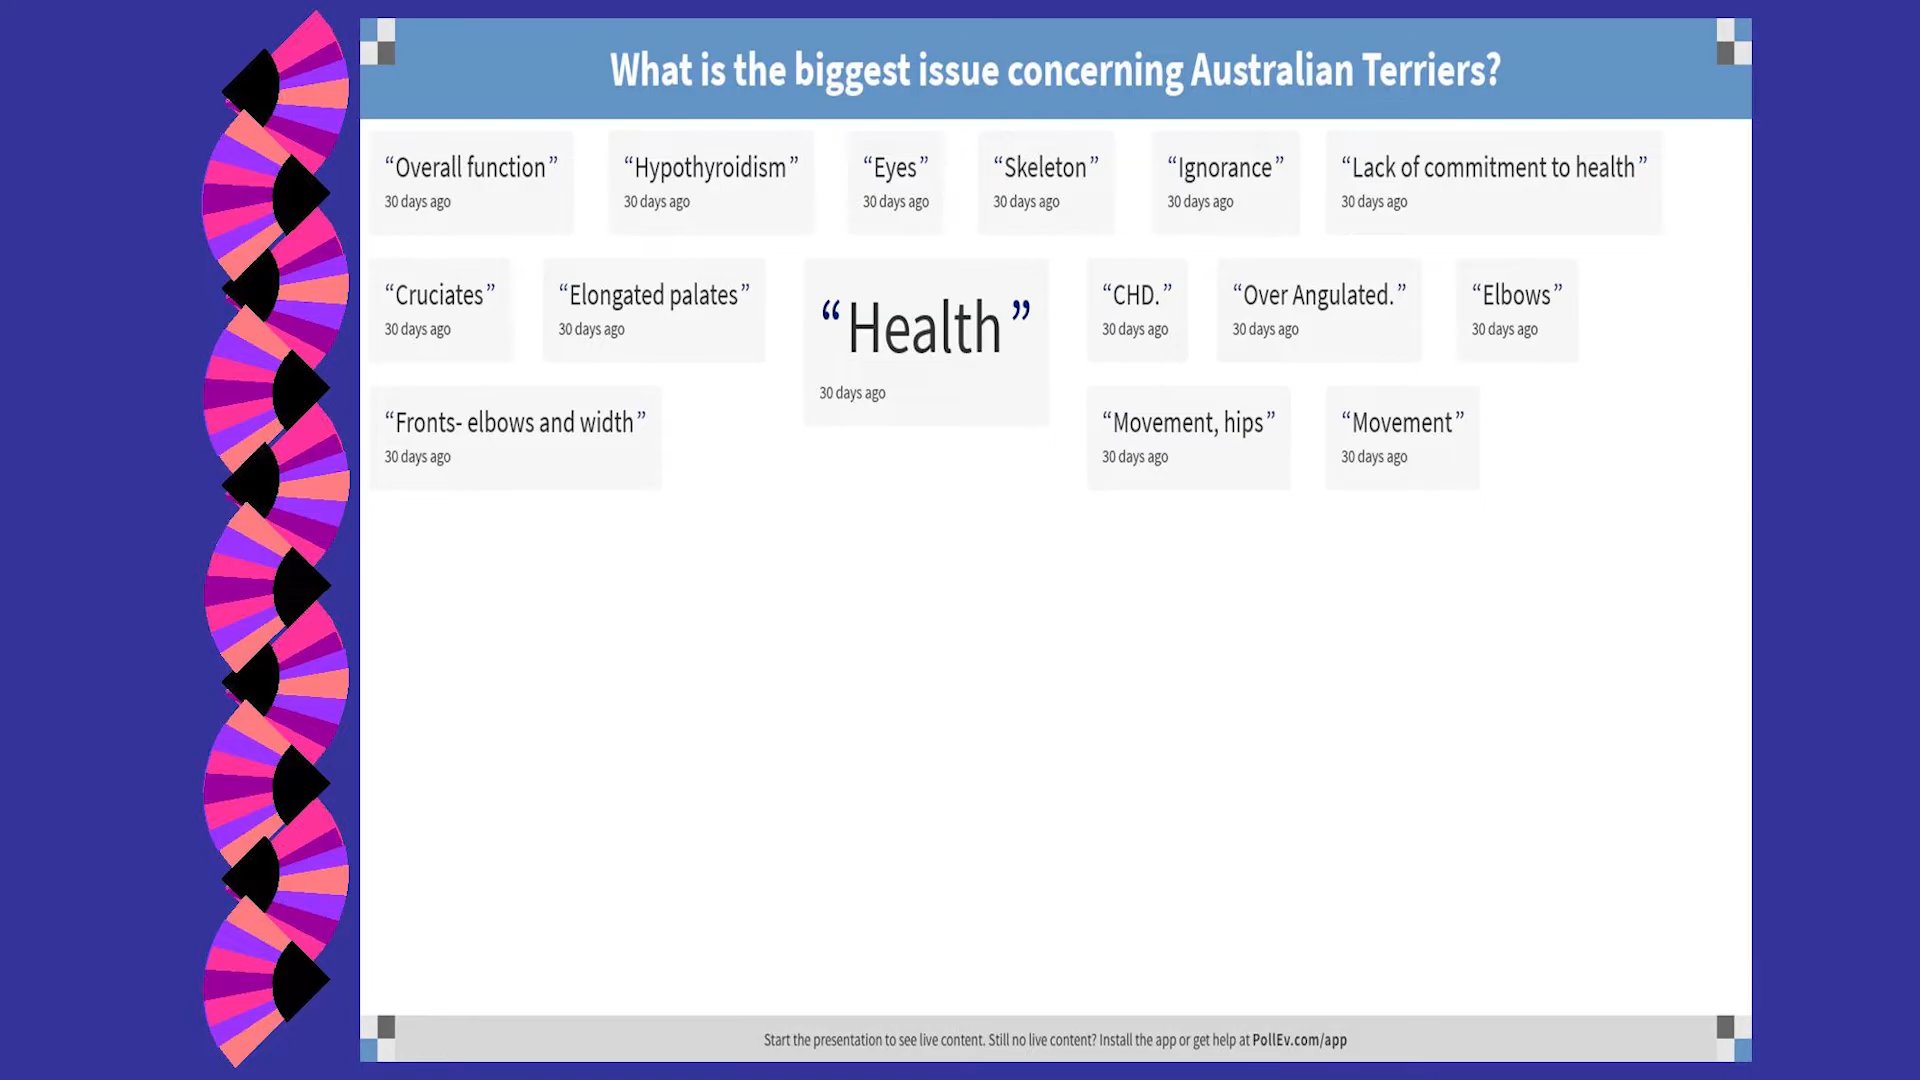 What is the biggest issue concerning Australian Terriers?
“Overall function”
30 days ago
“Hypothyroidism”
30 days ago
“Eyes”
30 days ago
“Skeleton”
30 days ago
“Ignorance”
30 days ago
“Lack of commitment to health”
30 days ago
“Cruciates”
30 days ago
“Elongated palates”
30 days ago
“Health”
30 days ago
“CHD.”
30 days ago
“Over Angulated.”
30 days ago
“Elbows”
30 days ago
“Fronts- elbows and width”
30 days ago
“Movement, hips”
30 days ago
“Movement”
30 days ago
Start the presentation to see live content. Still no live content? Install the app or get help at PollEv.com/app